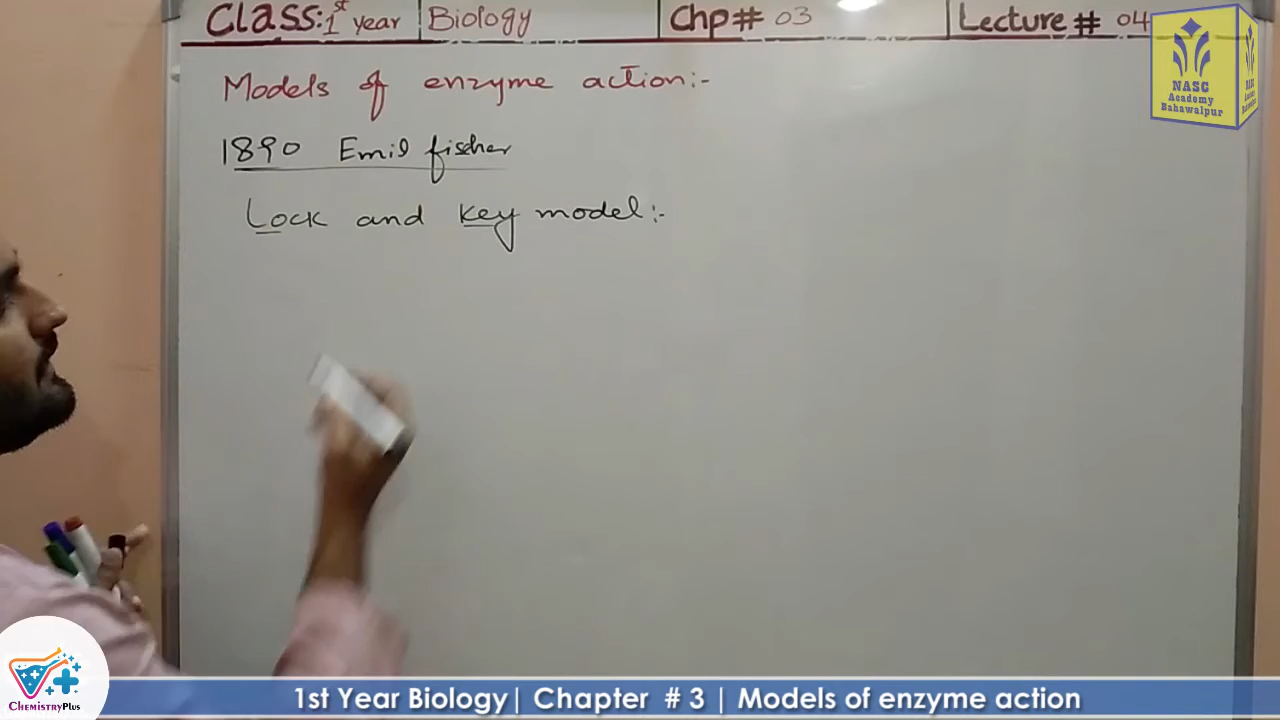 Class: 1st year | Biology | Chp# 03 | Lecture # 04
NASC
Academy
Bahawalpur
Models of enzyme action:-
1890 Emil fischer
Lock and key model:-
ChemistryPlus
1st Year Biology| Chapter # 3 | Models of enzyme action